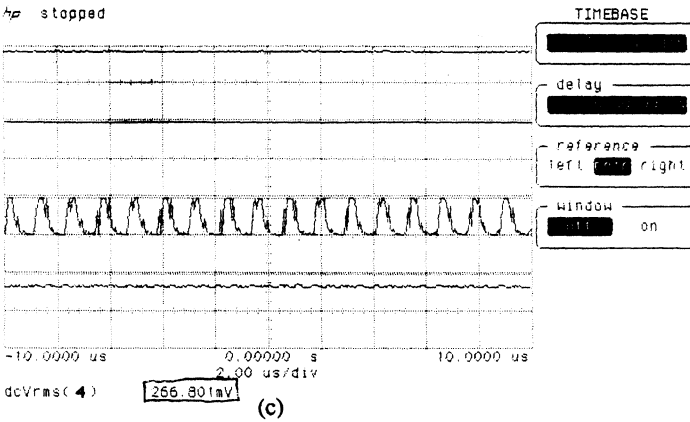 hp stopped
TIMEBASE
delay
reference
left right
window
off on
-10.0000 us 0.00000 s 10.0000 us
2.00 us/div
dcVrms(4) 266.801mV
(c)